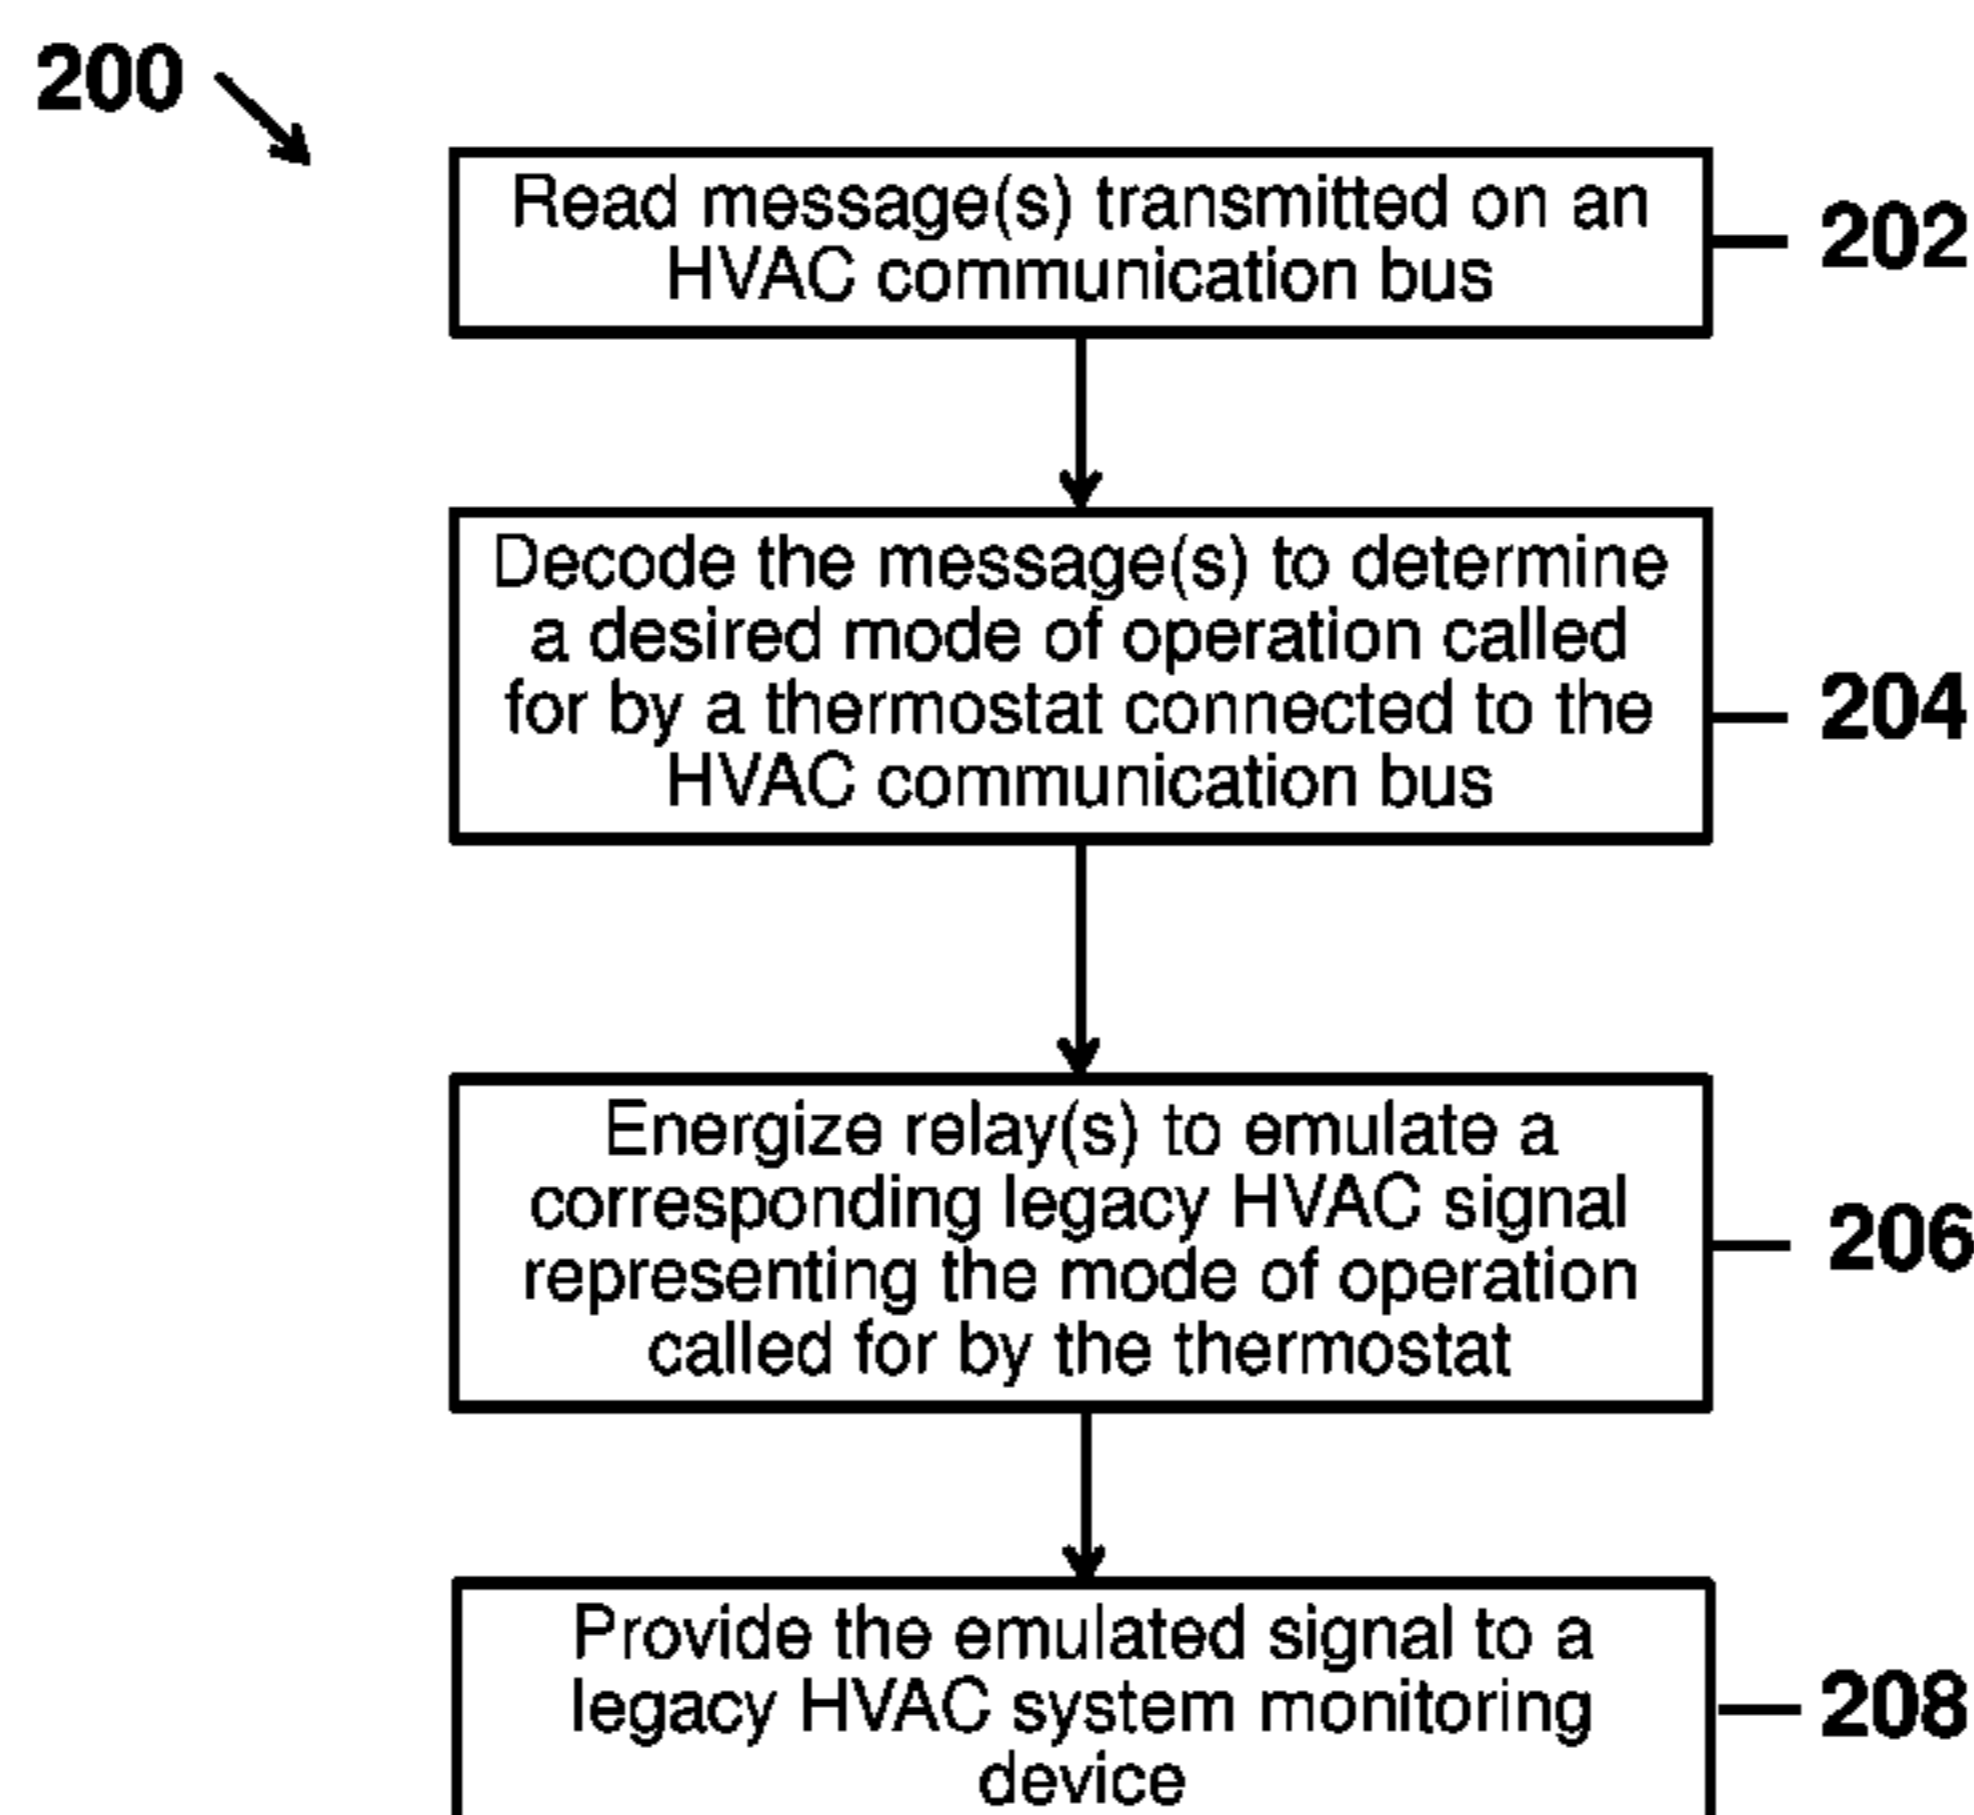 200
Read message(s) transmitted on an
HVAC communication bus
202
Decode the message(s) to determine
a desired mode of operation called
for by a thermostat connected to the
HVAC communication bus
204
Energize relay(s) to emulate a
corresponding legacy HVAC signal
representing the mode of operation
called for by the thermostat
206
Provide the emulated signal to a
legacy HVAC system monitoring
device
208